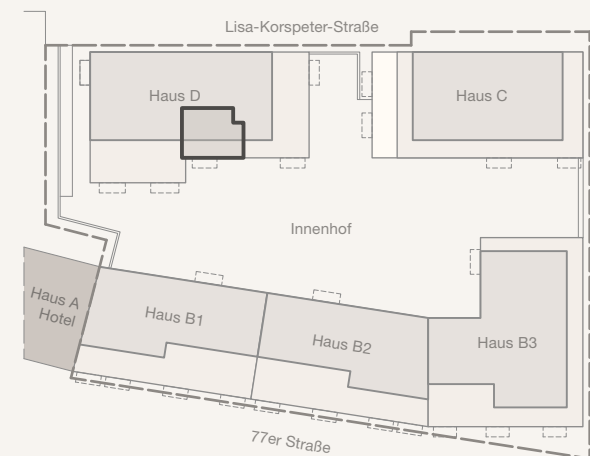 Lisa-Korspeter-Straße
Haus D
Haus C
Innenhof
Haus A
Hotel
Haus B1
Haus B2
Haus B3
77er Straße